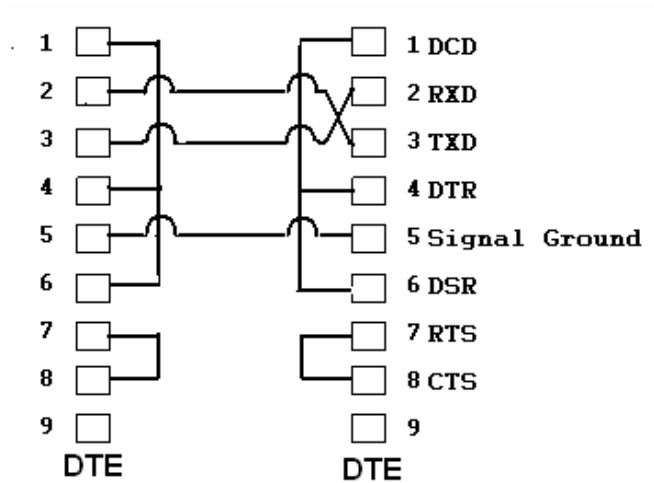 1 1 DCD
2 2 RXD
3 3 TXD
4 4 DTR
5 5 Signal Ground
6 6 DSR
7 7 RTS
8 8 CTS
9 9
DTE DTE